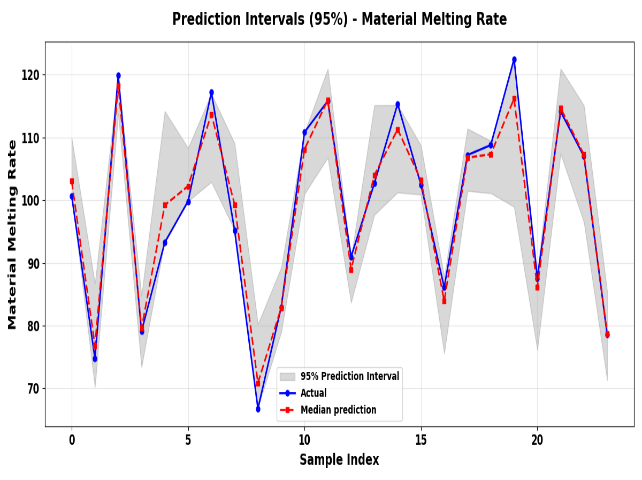 Prediction Intervals (95%) - Material Melting Rate
Material Melting Rate
120
110
100
90
80
70
95% Prediction Interval
Actual
Median prediction
0 5 10 15 20
Sample Index